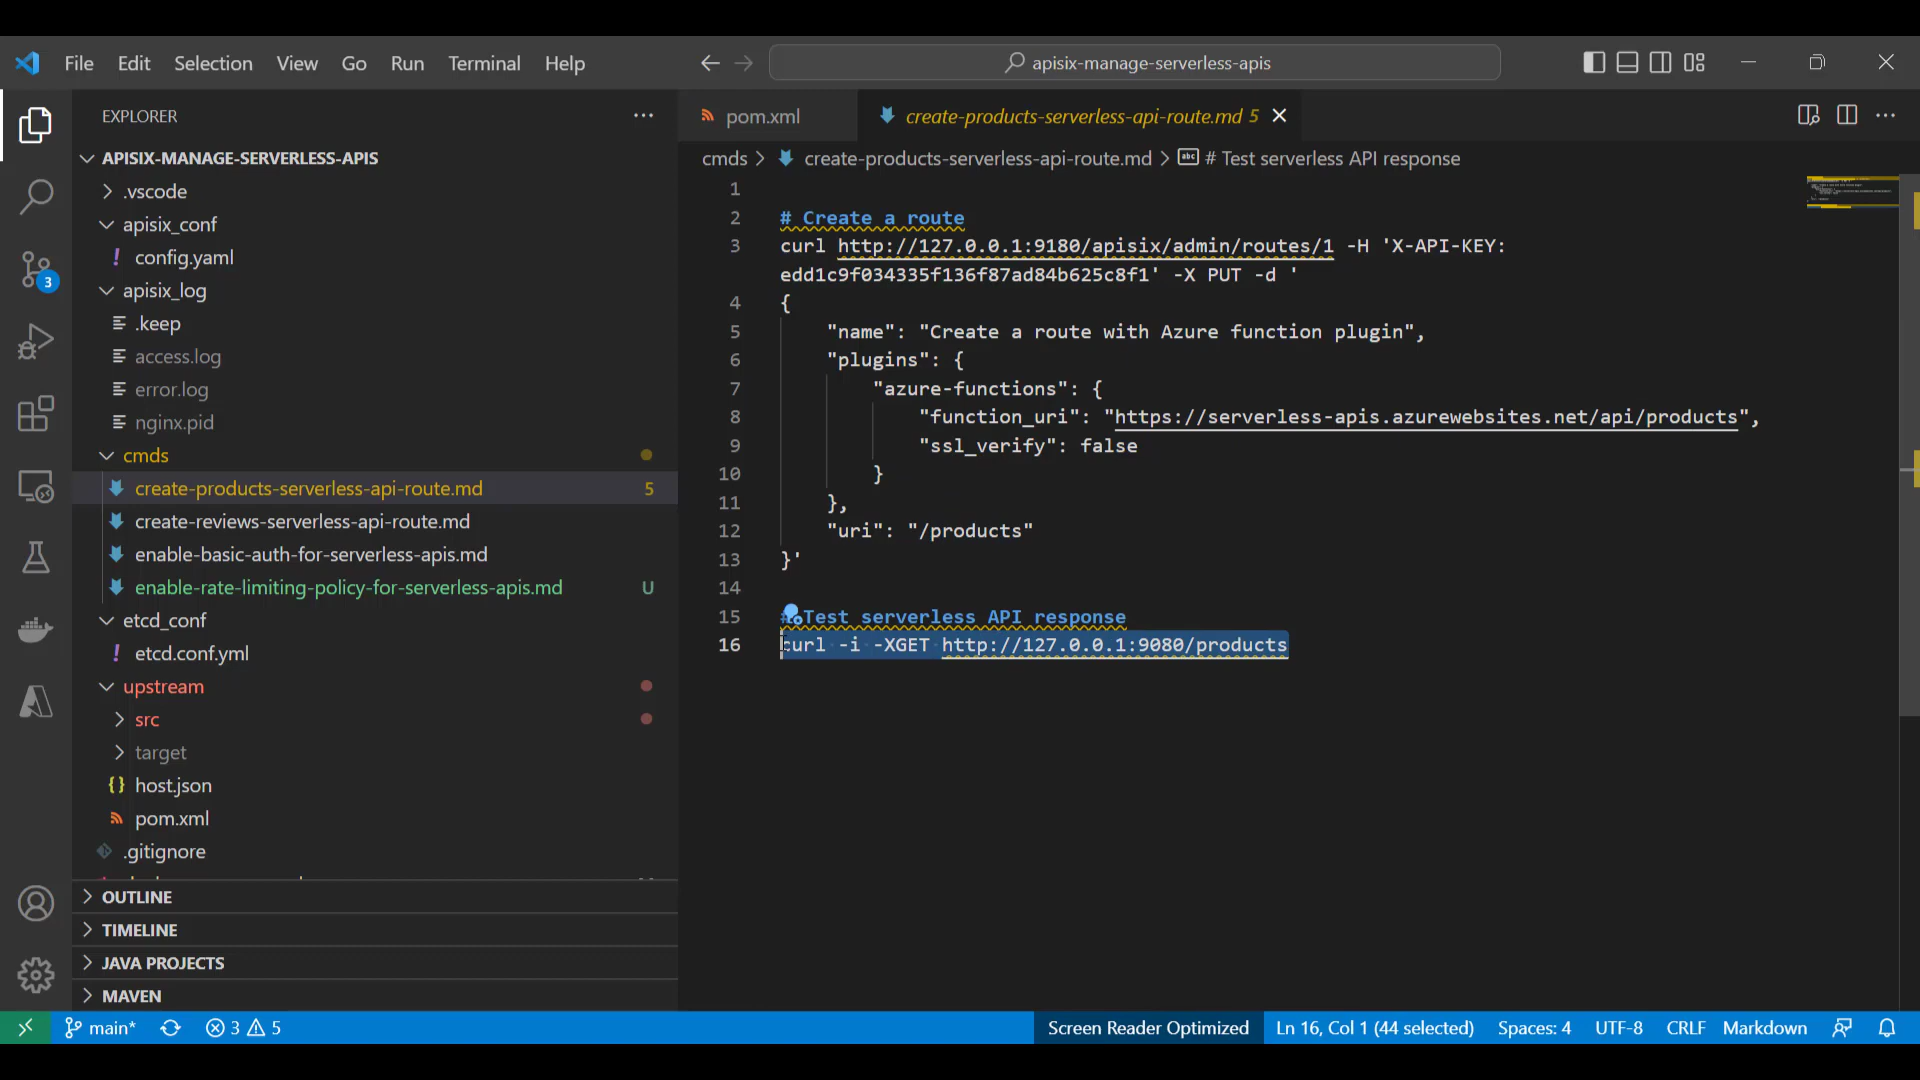 File Edit Selection View Go Run Terminal Help
apisix-manage-serverless-apis
EXPLORER
APISIX-MANAGE-SERVERLESS-APIS
.vscode
apisix_conf
! config.yaml
apisix_log
.keep
access.log
error.log
nginx.pid
cmds
create-products-serverless-api-route.md 5
create-reviews-serverless-api-route.md
enable-basic-auth-for-serverless-apis.md
enable-rate-limiting-policy-for-serverless-apis.md U
etcd_conf
! etcd.conf.yml
upstream
src
target
{} host.json
pom.xml
.gitignore
OUTLINE
TIMELINE
JAVA PROJECTS
MAVEN
3
pom.xml
create-products-serverless-api-route.md 5
cmds > create-products-serverless-api-route.md > abc # Test serverless API response
1
2 # Create a route
3 curl http://127.0.0.1:9180/apisix/admin/routes/1 -H 'X-API-KEY:
edd1c9f034335f136f87ad84b625c8f1' -X PUT -d '
4 {
5 "name": "Create a route with Azure function plugin",
6 "plugins": {
7 "azure-functions": {
8 "function_uri": "https://serverless-apis.azurewebsites.net/api/products",
9 "ssl_verify": false
10 }
11 },
12 "uri": "/products"
13 }'
14
15 # Test serverless API response
16 curl -i -XGET http://127.0.0.1:9080/products
main* 3 5
Screen Reader Optimized Ln 16, Col 1 (44 selected) Spaces: 4 UTF-8 CRLF Markdown